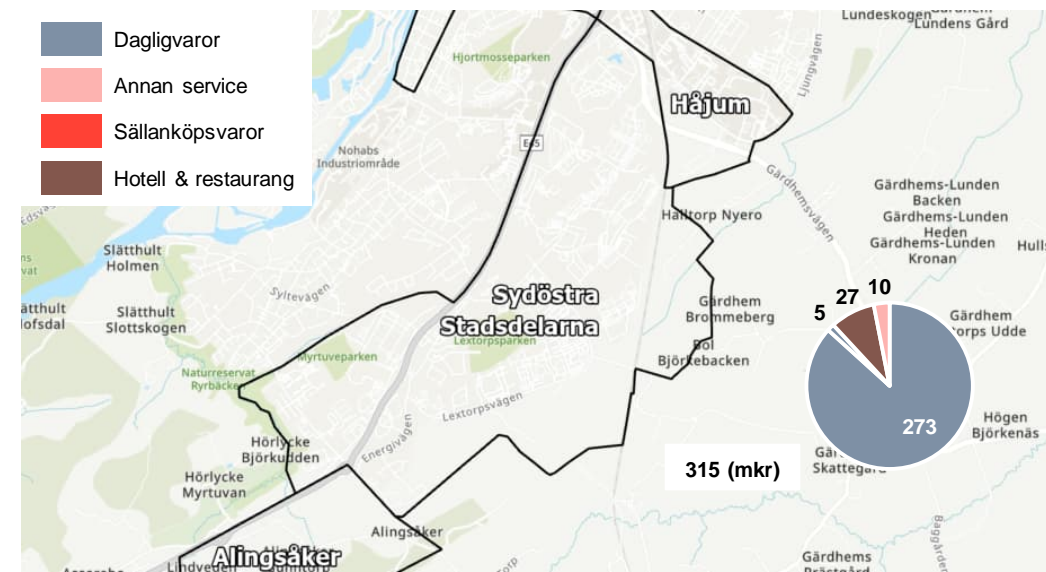 Dagligvaror
Annan service
Sällanköpsvaror
Hotell & restaurang
Lundeskogen
Lundens Gård
Hjortmosseparken
Ljungvägen
Håjum
E45
Nohabs
Industriområde
Gärdhemsvägen
Gärdhems-Lunden
Backen
Gärdhems-Lunden
Heden
Gärdhems-Lunden
Kronan
Halltorp Nyero
Slätthult
Holmen
Syltevägen
Slätthult
Slottskogen
Sydöstra
Stadsdelarna
Lextorpsparken
Gärdhem
Brommeberg
Bol
Björkebacken
5
27
10
273
315 (mkr)
Myrtuveparken
Naturreservat
Ryrbäcken
Lextorpsvägen
Energivägen
Hörlycke
Björkudden
Hörlycke
Myrtuvan
Högen
Björkenäs
Skattegård
Alingsåker
Alingsåker
Lindveden
Gärdhems
Prästgård